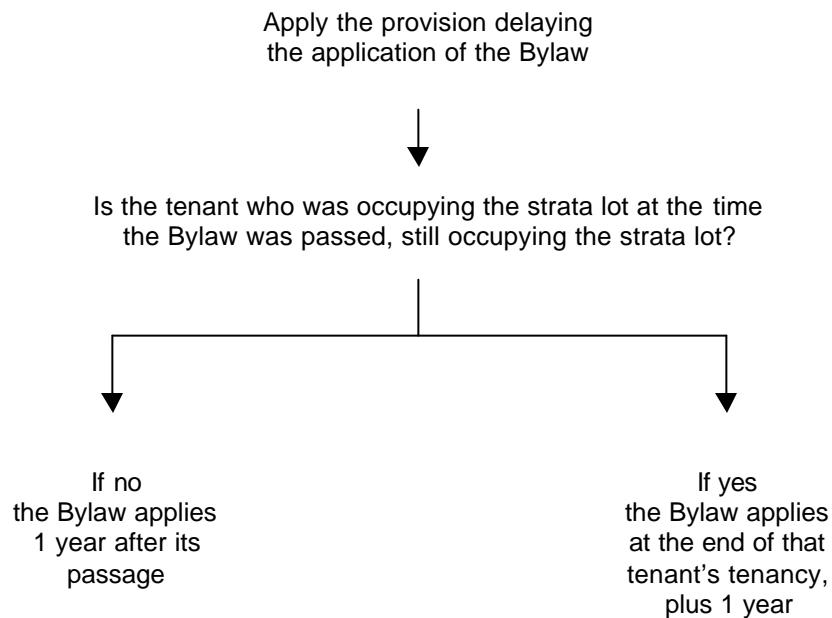 Apply the provision delaying
the application of the Bylaw
Is the tenant who was occupying the strata lot at the time
the Bylaw was passed, still occupying the strata lot?
If no
the Bylaw applies
1 year after its
passage
If yes
the Bylaw applies
at the end of that
tenant's tenancy,
plus 1 year